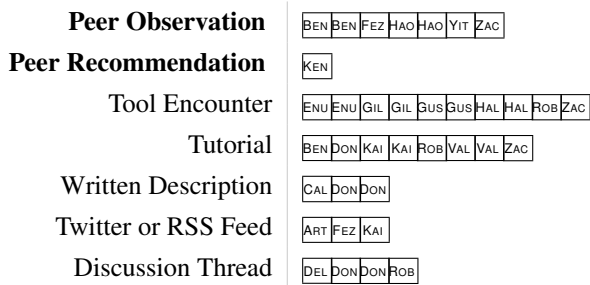 Peer Observation BEN BEN FEZ HAO HAO YIT ZAC
Peer Recommendation KEN
Tool Encounter ENU ENU GIL GIL GUS GUS HAL HAL ROB ZAC
Tutorial BEN DON KAI KAI ROB VAL VAL ZAC
Written Description CAL DON DON
Twitter or RSS Feed ART FEZ KAI
Discussion Thread DEL DON DON ROB